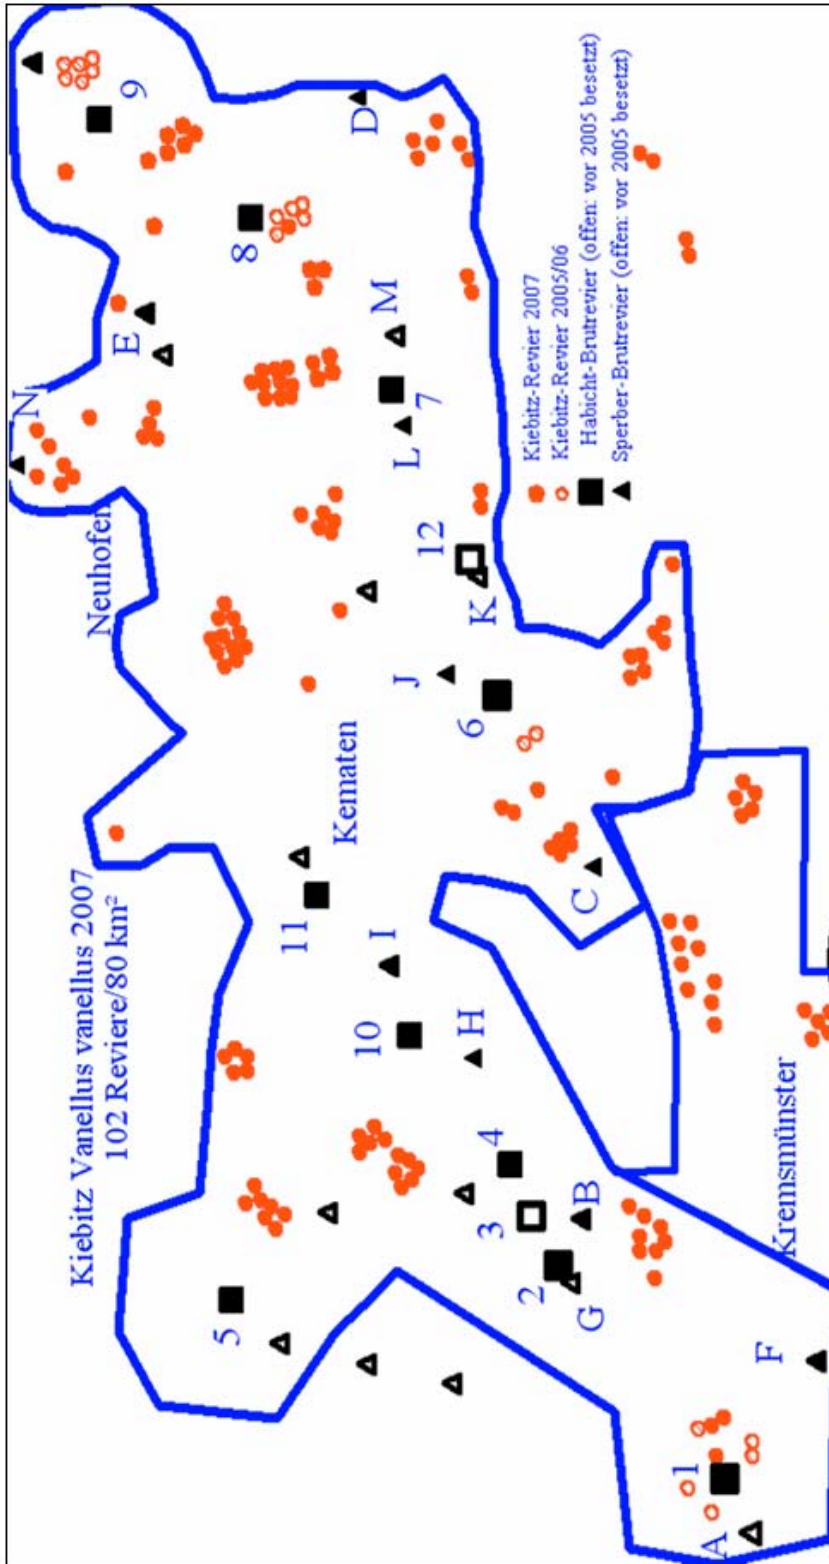 Kiebitz Vanellus vanellus 2007
102 Reviere/80 km²
Neuhofen
N
E
9
8
D
M
7
L
12
K
J
6
Kematen
11
I
10
H
C
4
3
B
2
G
5
Kremsmünster
F
1
A
Kiebitz-Revier 2007
Kiebitz-Revier 2005/06
Habicht-Brutrevier (offen: vor 2005 besetzt)
Sperber-Brutrevier (offen: vor 2005 besetzt)